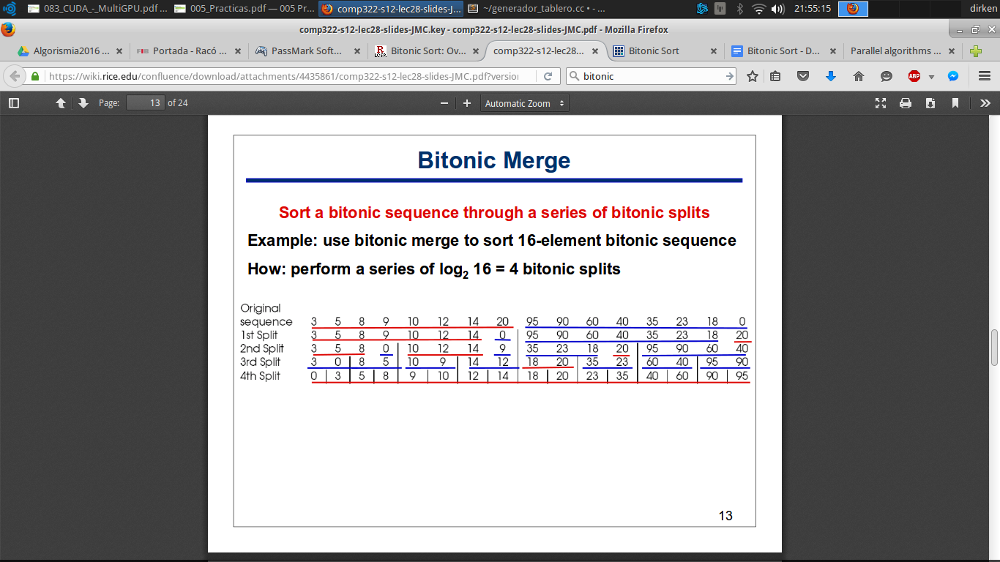 083_CUDA_-_MultiGPU.pdf ... 005_Practicas.pdf — 005 Pr... comp322-s12-lec28-slides-J... ~/generador_tablero.cc • - ... 21:55:15 dirken
comp322-s12-lec28-slides-JMC.key - comp322-s12-lec28-slides-JMC.pdf - Mozilla Firefox
Algorismia2016 ... Portada - Racó ... PassMark Soft... Bitonic Sort: Ov... comp322-s12-lec28... Bitonic Sort Bitonic Sort - D... Parallel algorithms ...
https://wiki.rice.edu/confluence/download/attachments/4435861/comp322-s12-lec28-slides-JMC.pdf?version bitonic ABP
Page: 13 of 24 Automatic Zoom
Bitonic Merge
Sort a bitonic sequence through a series of bitonic splits
Example: use bitonic merge to sort 16-element bitonic sequence
How: perform a series of log2 16 = 4 bitonic splits
Original
sequence 3 5 8 9 10 12 14 20 95 90 60 40 35 23 18 0
1st Split 3 5 8 9 10 12 14 0 95 90 60 40 35 23 18 20
2nd Split 3 5 8 0 10 12 14 9 35 23 18 20 95 90 60 40
3rd Split 3 0 8 5 10 9 14 12 18 20 35 23 60 40 95 90
4th Split 0 3 5 8 9 10 12 14 18 20 23 35 40 60 90 95
13